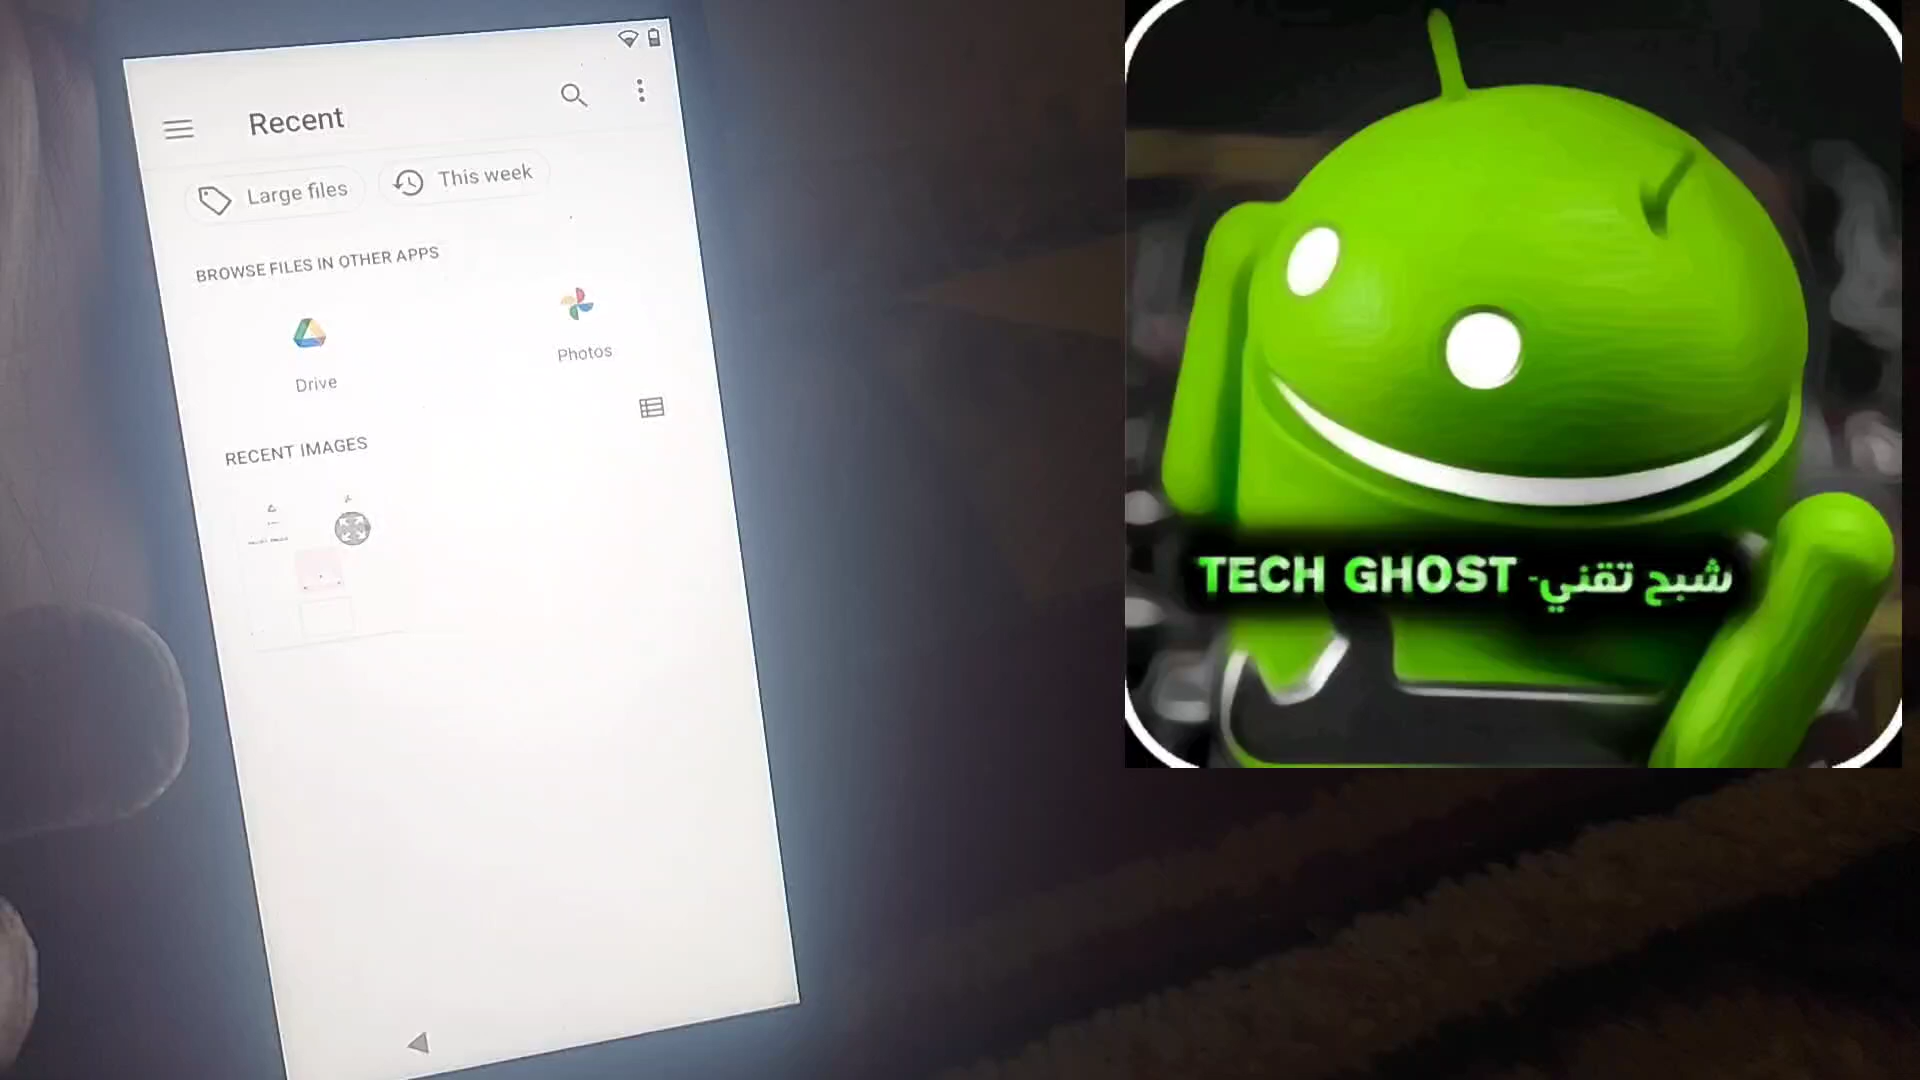 Recent
Large files
This week
BROWSE FILES IN OTHER APPS
Drive
Photos
RECENT IMAGES
TECH GHOST - شبح تقني